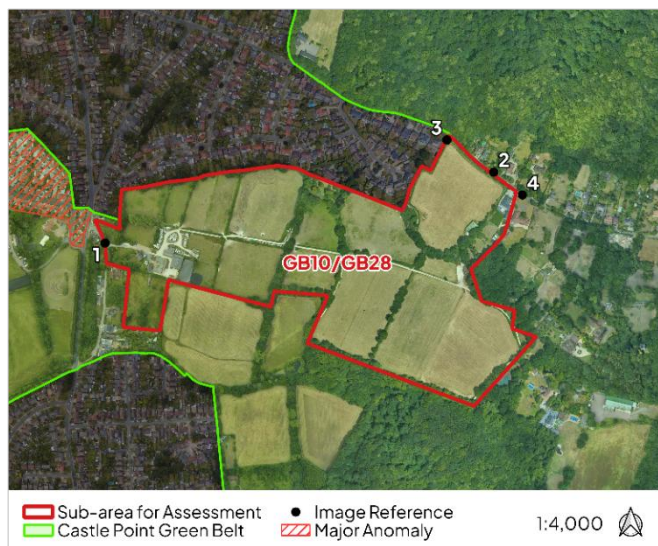 3
2
4
1
GB10/GB28
Sub-area for Assessment
Image Reference
Castle Point Green Belt
Major Anomaly
1:4,000